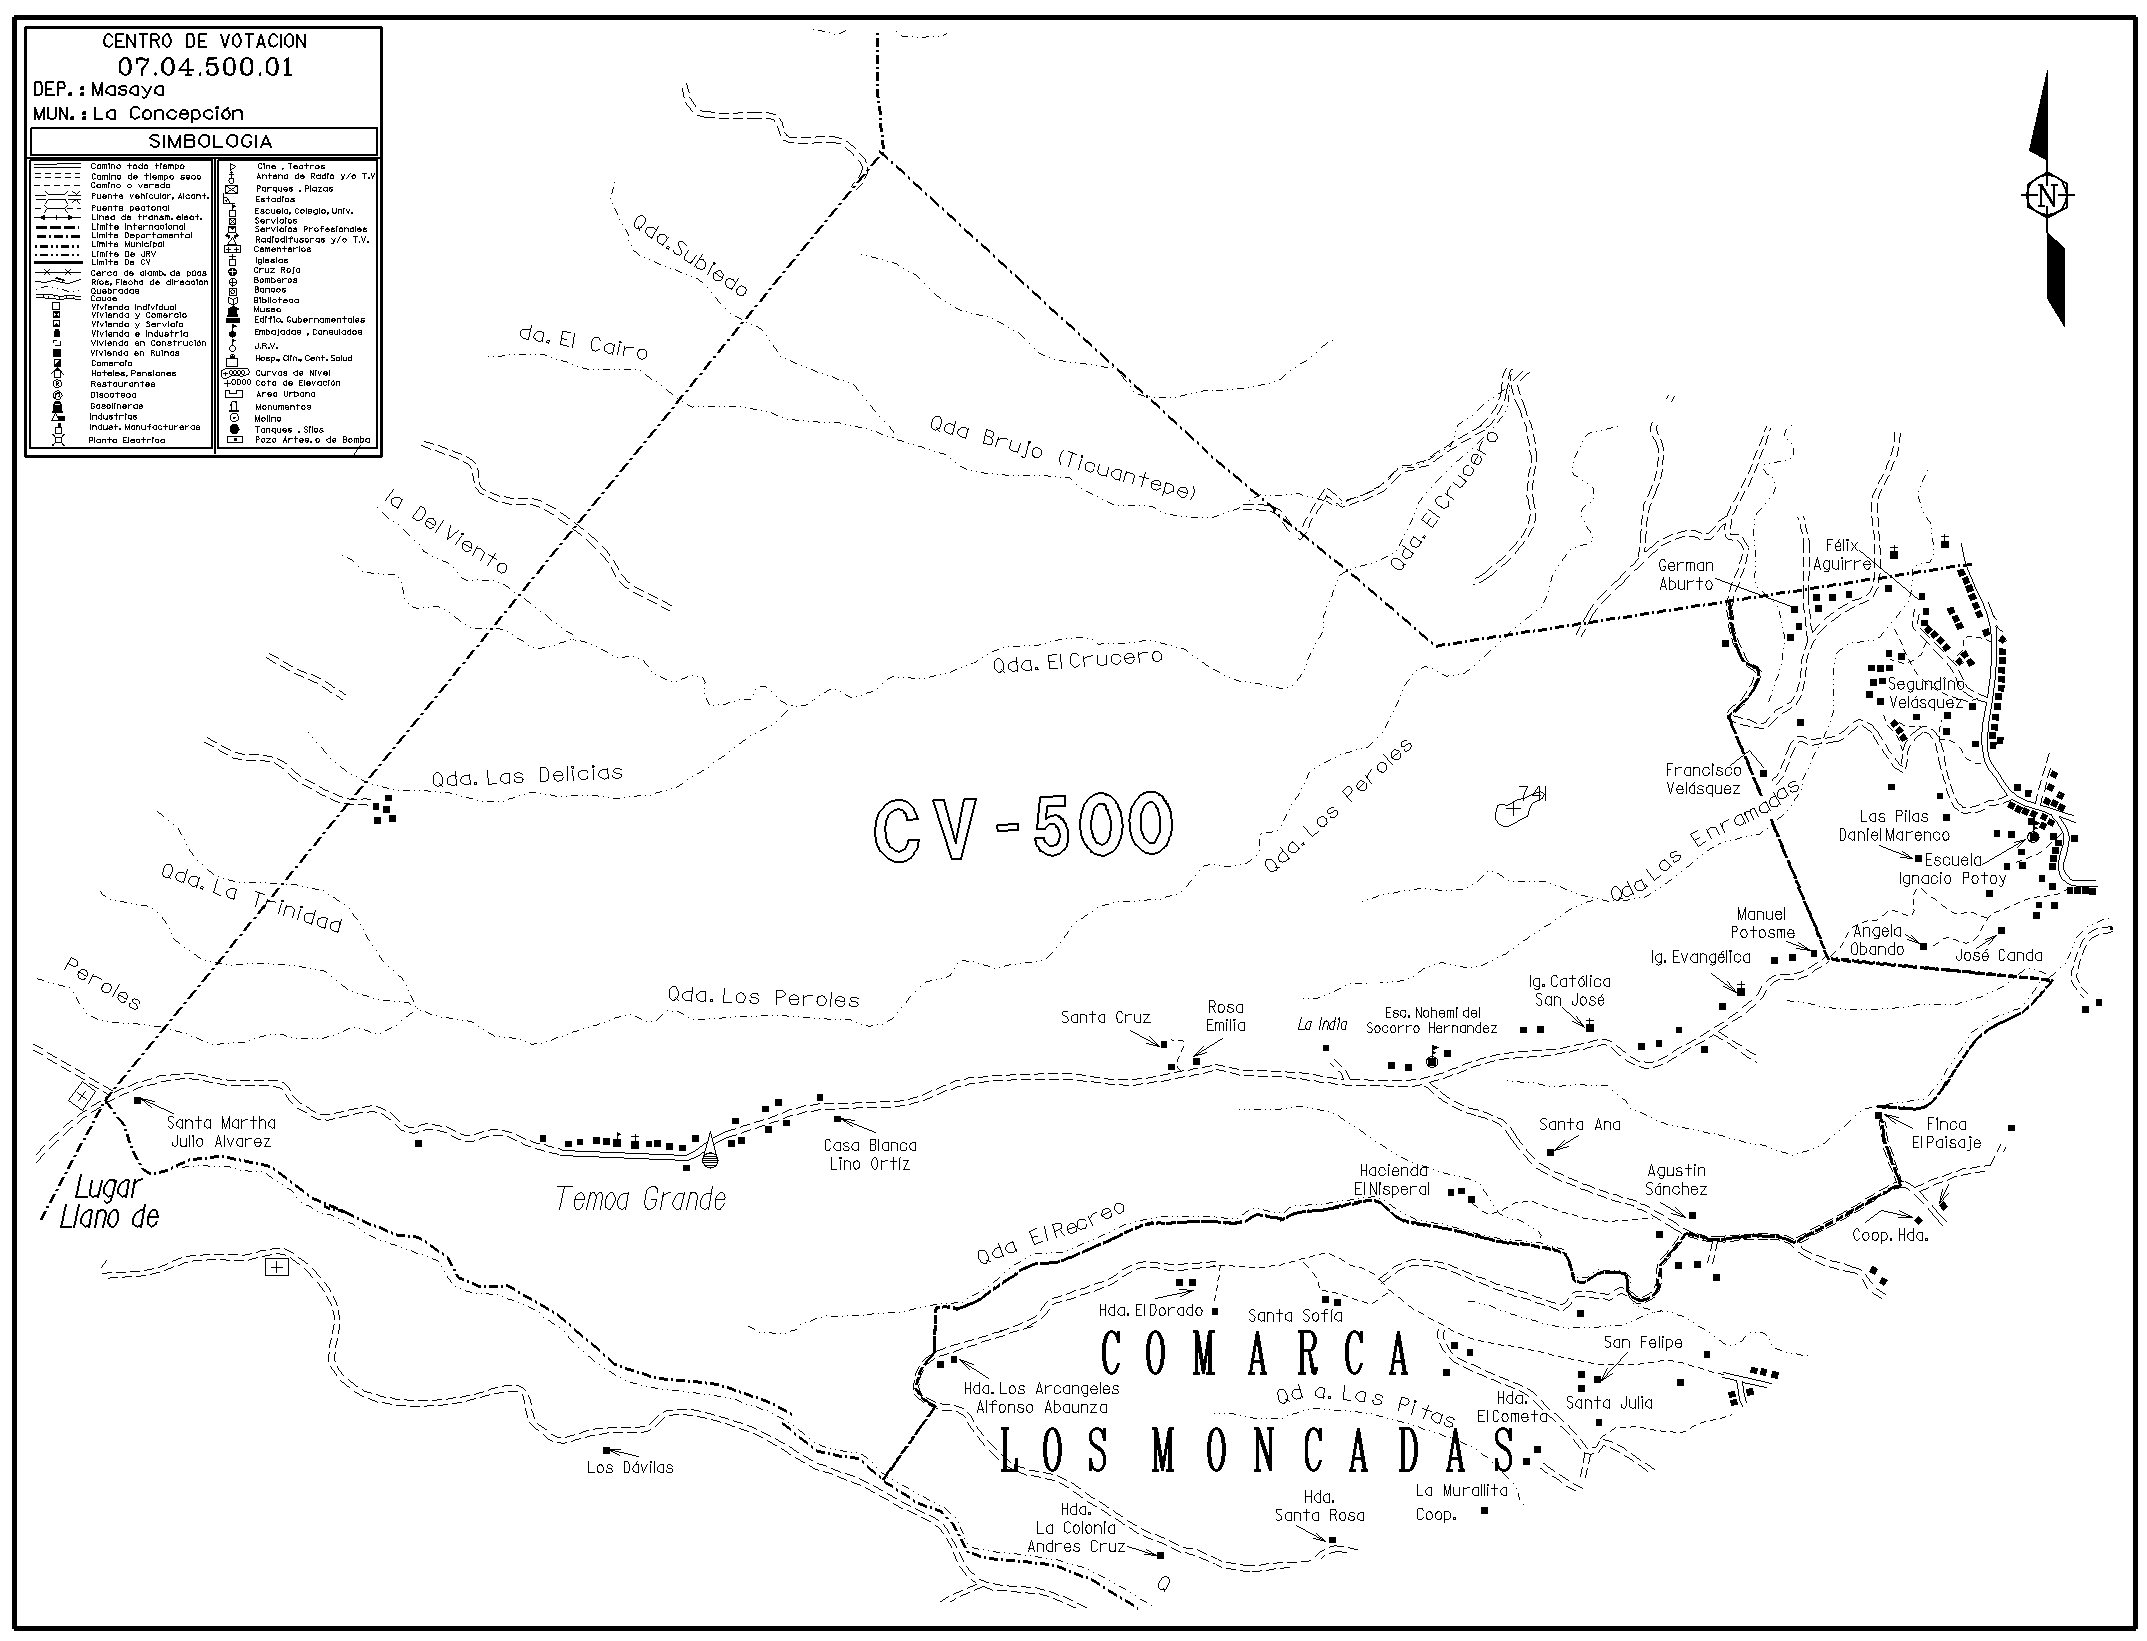 CENTRO DE VOTACION
07.04.500.01
DEP.: Masaya
MUN.: La Concepción
SIMBOLOGIA
Camino todo tiempo
Camino de tiempo seco
Camino o vereda
Puente vehicular, Alcant.
Puente peatonal
Linea de transm. elect.
Limite Internacional
Limite Departamental
Limite Municipal
Limite De JRV
Limite De CV
Cerca de alamb. de púas
Ríos, Flecha de dirección
Quebradas
Cauce
Vivienda Individual
Vivienda y Comercio
Vivienda y Servicio
Vivienda e Industria
Vivienda en Construción
Vivienda en Ruinas
Comercio
Hoteles, Pensiones
Restaurantes
Discoteca
Gasolineras
Industrias
Indust. Manufactureras
Planta Electrica
Cine , Teatros
Antena de Radio y/o T.V
Parques , Plazas
Estadios
Escuela, Colegio, Univ.
Servicios
Servicios Profesionales
Radiodifusoras y/o T.V.
Cementerios
Iglesias
Cruz Roja
Bomberos
Bancos
Biblioteca
Museo
Edific. Gubernamentales
Embajadas , Consulados
J.R.V.
Hosp., Clin., Cent. Salud
Curvas de Nivel
Cota de Elevación
Area Urbana
Monumentos
Molino
Tanques , Silos
Pozo Artes. o de Bomba
N
Qda. Subiedo
da. El Cairo
Qda Brujo (Ticuantepe)
Qda. El Crucero
la Del Viento
Félix
Aguirre
German
Aburto
Qda. El Crucero
Segundino
Velásquez
Qda. Las Delicias
Francisco
Velásquez
CV-500
Qda. Los Peroles
741
Qda Las Enramadas
Las Pilas
Daniel Marenco
Escuela
Ignacio Potoy
Qda. La Trinidad
Manuel
Potosme
Angela
Obando
José Canda
Ig. Evangélica
Peroles
Qda. Los Peroles
Ig. Católica
San José
Santa Cruz
Rosa
Emilia
La India
Esc. Nohemi del
Socorro Hernandez
Santa Martha
Julio Alvarez
Casa Blanca
Lino Ortíz
Santa Ana
Finca
El Paisaje
Lugar
Llano de
Temoa Grande
Hacienda
El Nisperal
Agustin
Sánchez
Qda El Recreo
Coop. Hda.
Hda. El Dorado
Santa Sofía
COMARCA
San Felipe
Hda. Los Arcangeles
Alfonso Abaunza
Qd a. Las Pitas
Hda.
El Cometa
Santa Julia
LOS MONCADAS
Los Dávilas
La Murallita
Coop.
Hda.
Santa Rosa
Hda.
La Colonia
Andres Cruz
Q